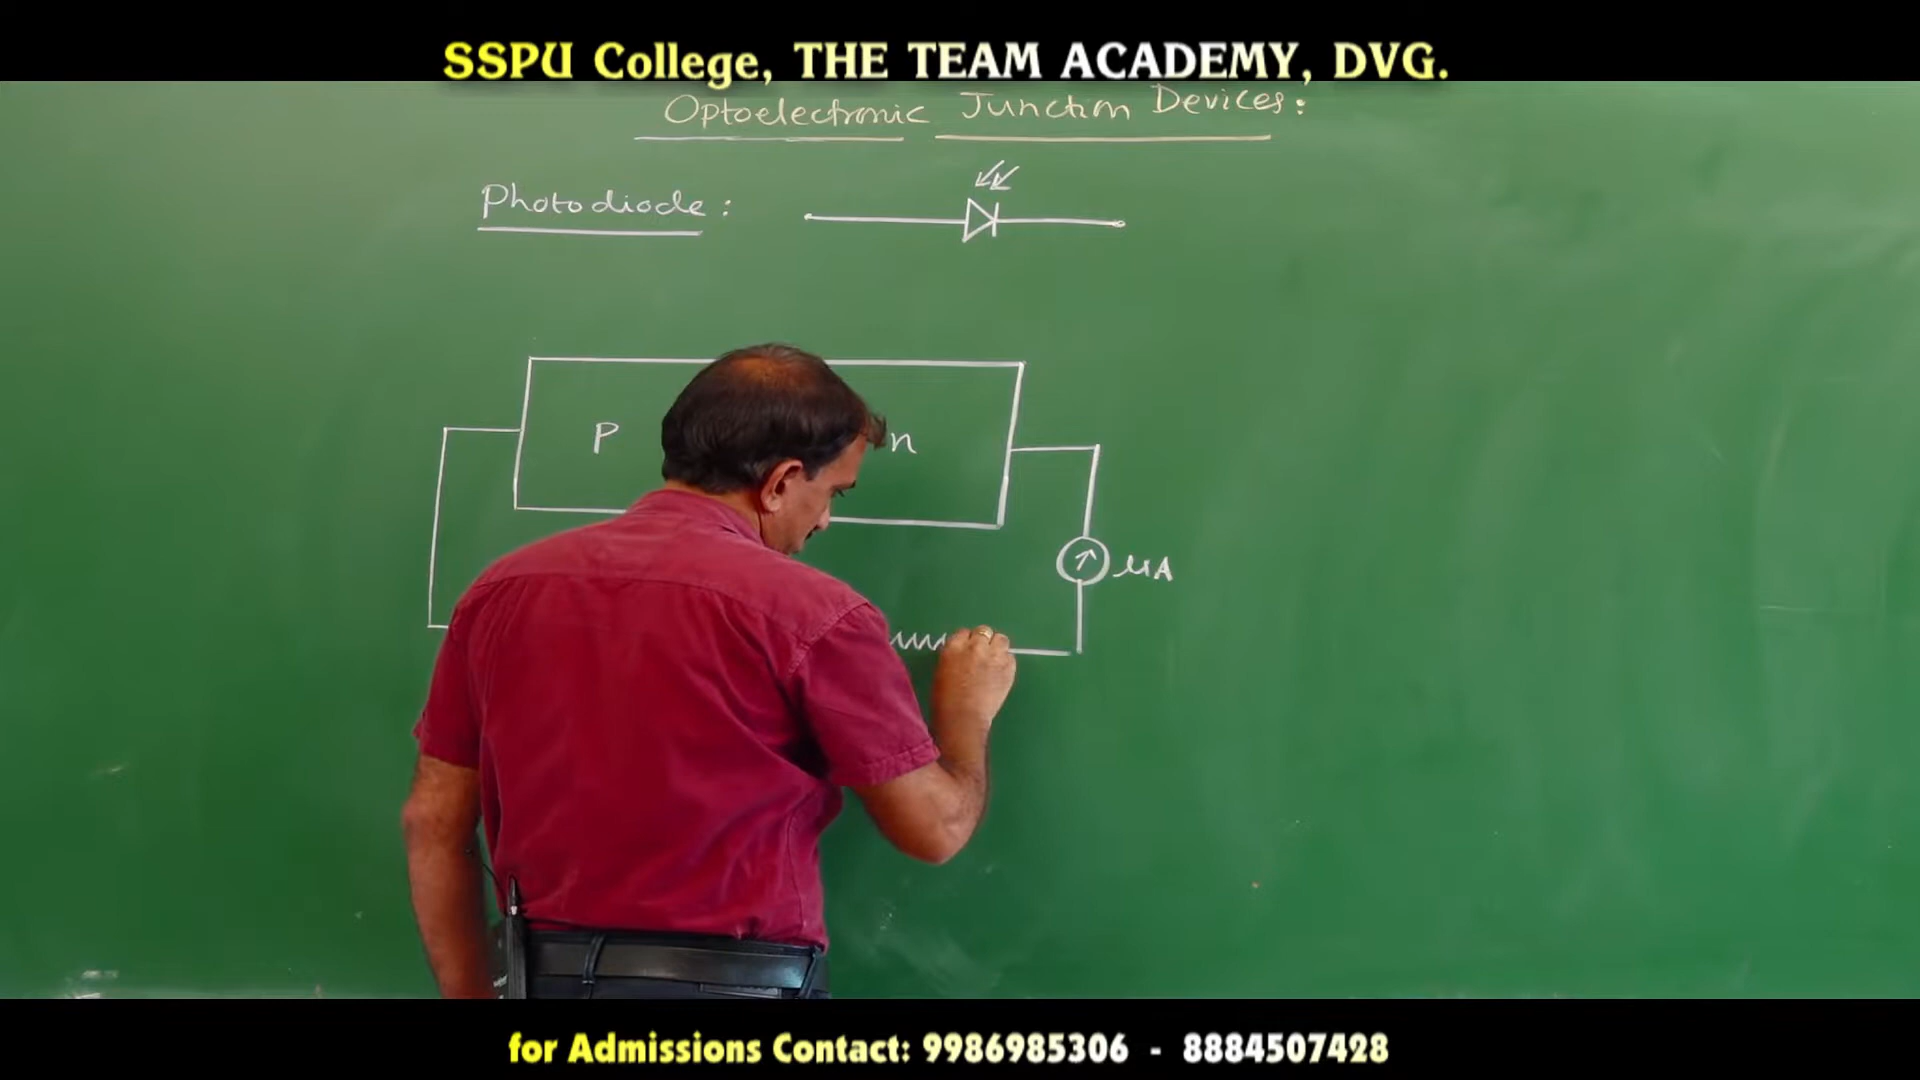 SSPU College, THE TEAM ACADEMY, DVG.
Optoelectronic Junction Devices:
Photodiode:
P n
μA
for Admissions Contact: 9986985306 - 8884507428